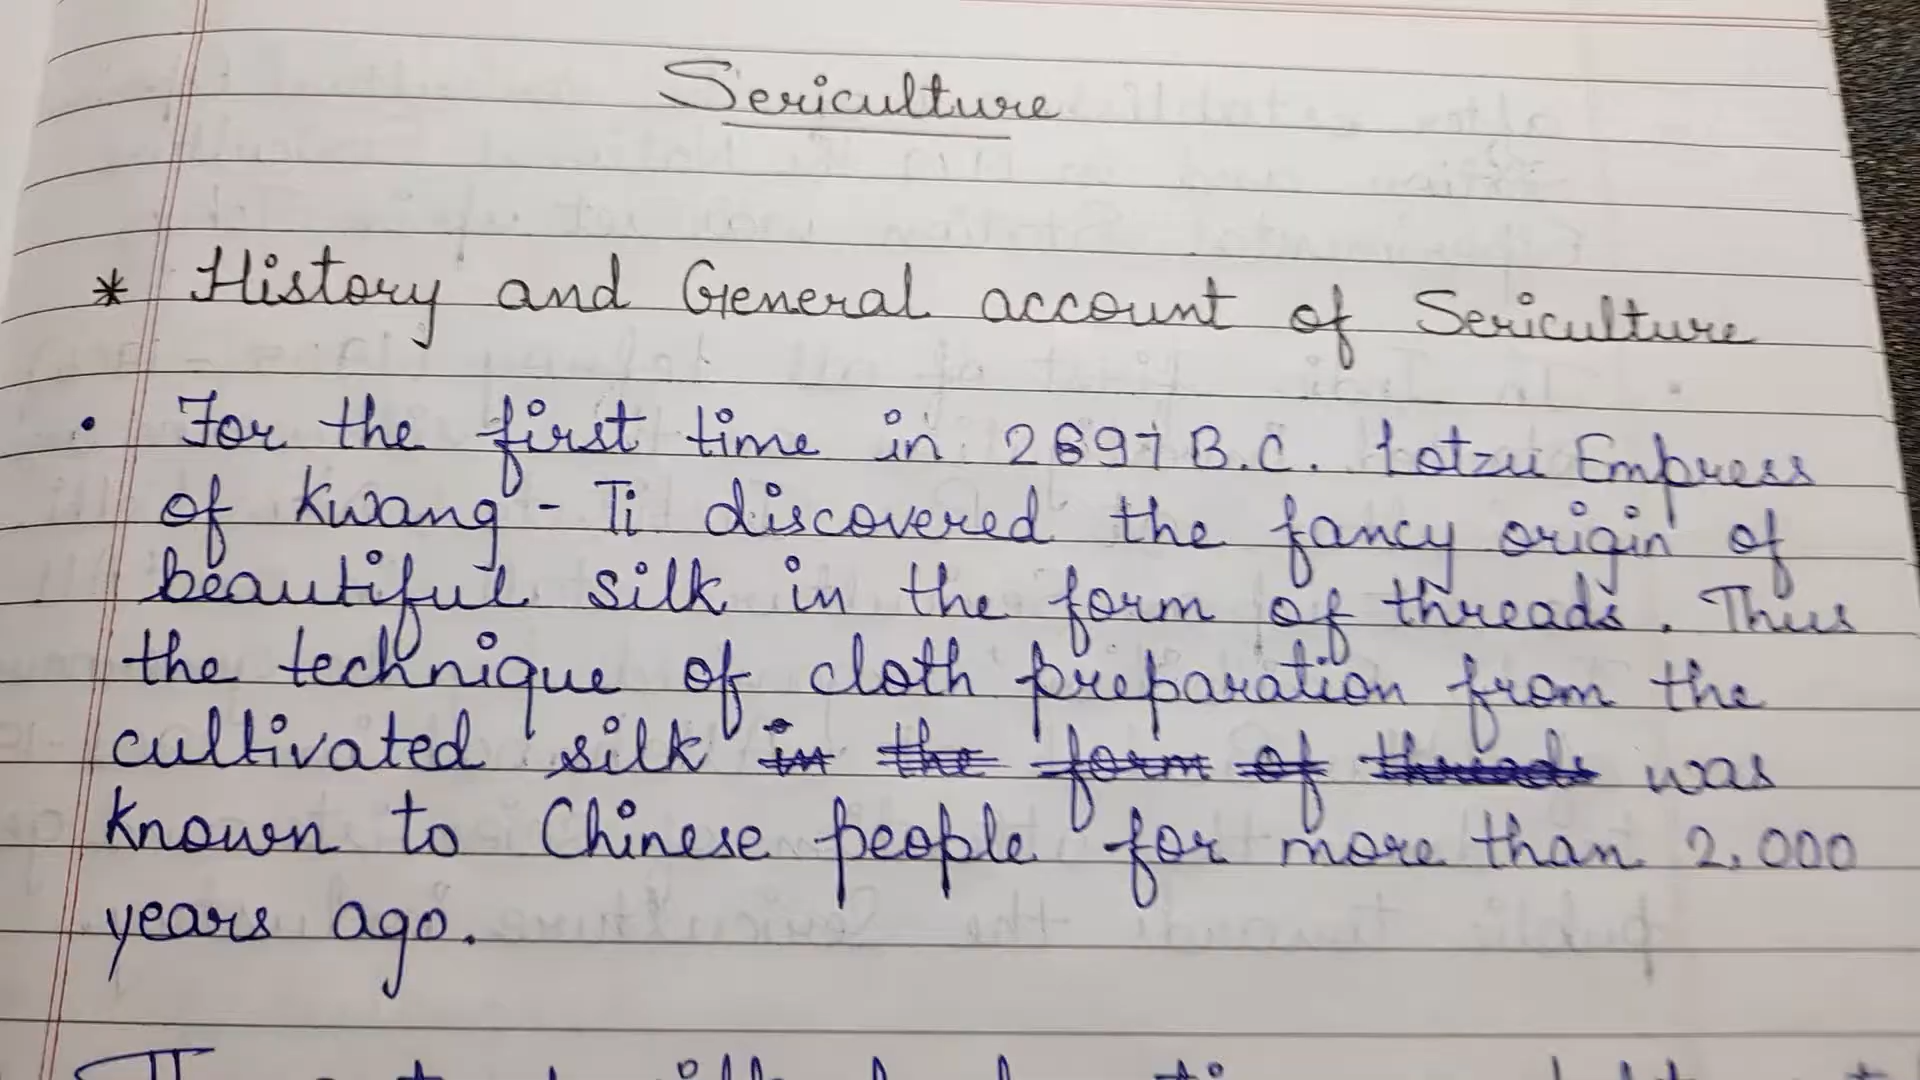 Sericulture
* History and General account of Sericulture
• For the first time in 2697 B.C. Lotzu Empress
of Kwang-Ti discovered the fancy origin of
beautiful silk in the form of threads. Thus
the technique of cloth preparation from the
cultivated silk in the form of threads was
known to Chinese people for more than 2,000
years ago.